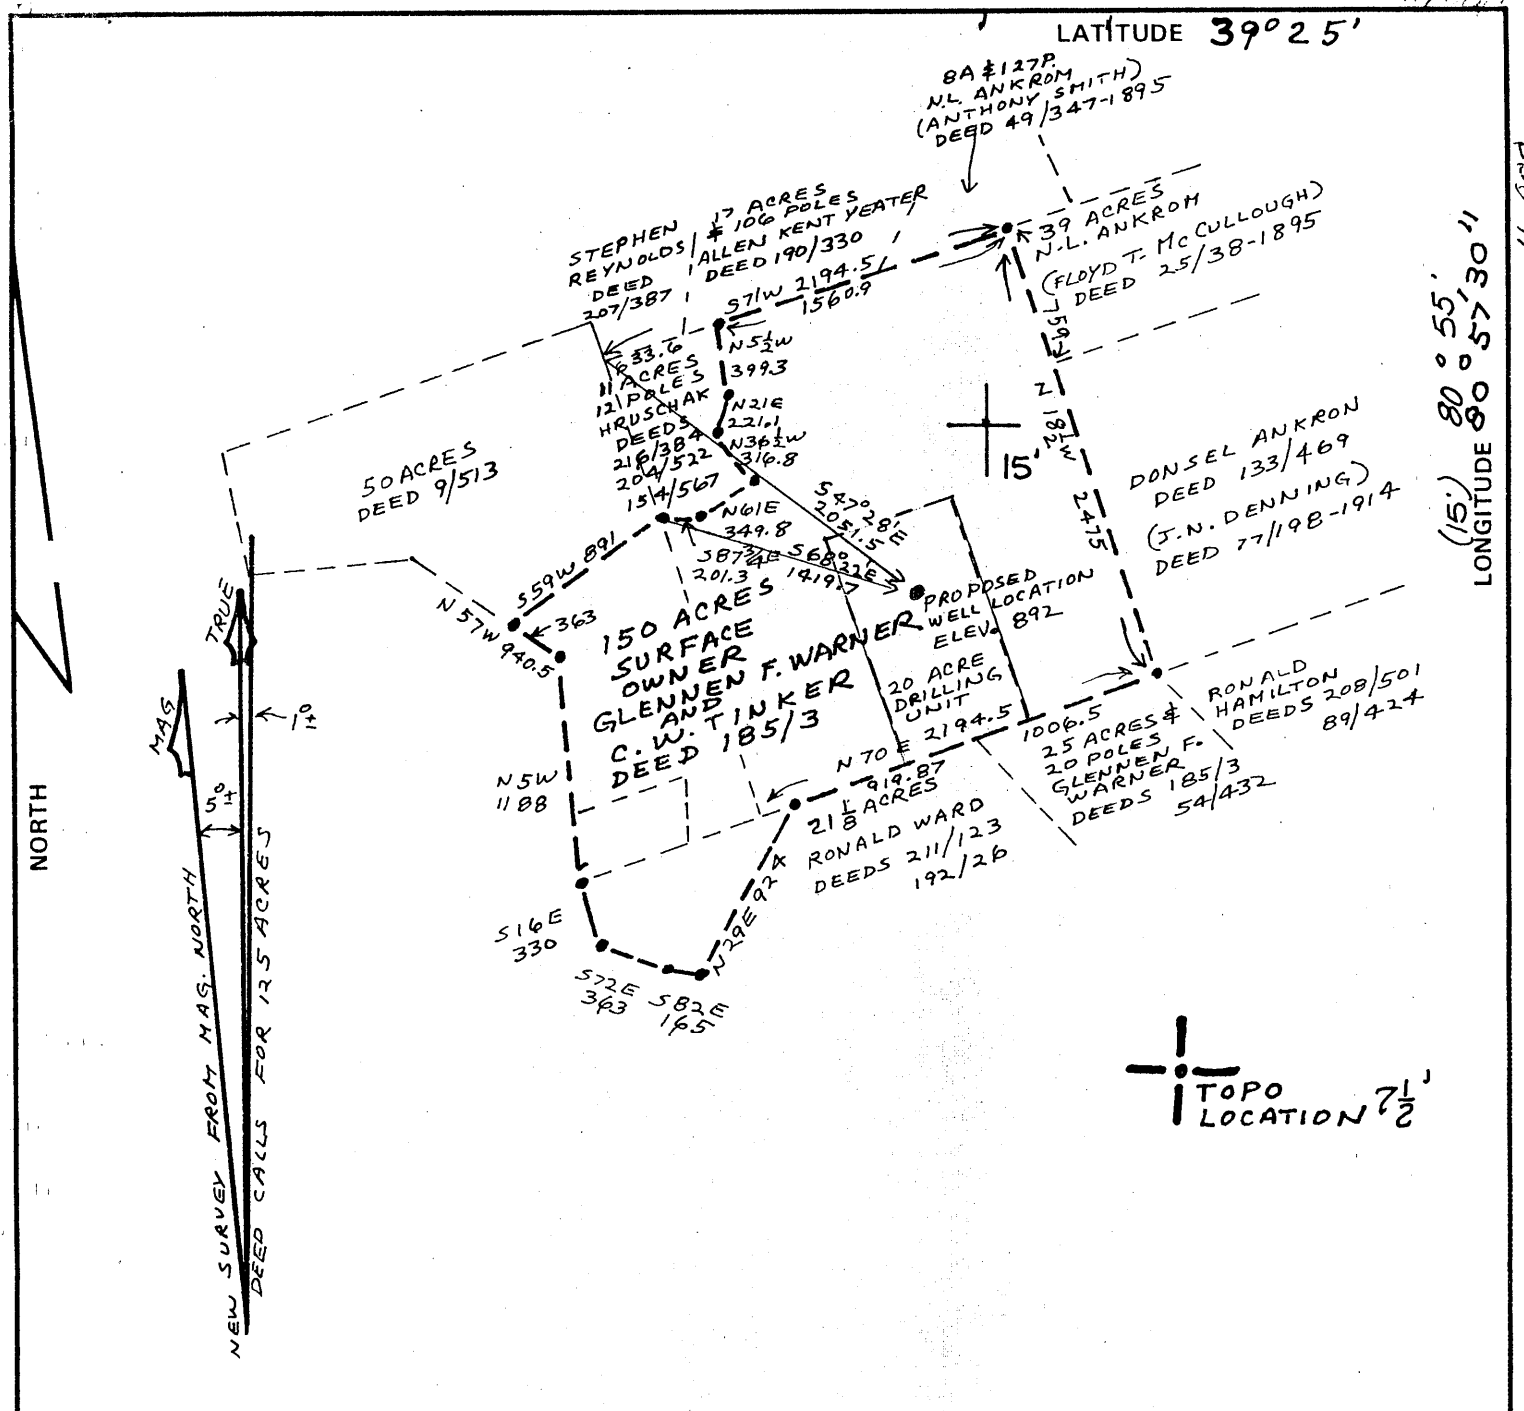 LATITUDE 39° 25'
8A & 127P.
N.L. ANKROM
(ANTHONY SMITH)
DEED 49/347-1895
STEPHEN
REYNOLDS
DEED
207/387
17 ACRES
& 106 POLES
ALLEN KENT YEATER
DEED 190/330
39 ACRES
N.L. ANKROM
(FLOYD T. McCULLOUGH)
DEED 25/38-1895
S71W 2194.5
1560.9
633.6
11 ACRES
121 POLES
HRUSCHAK
DEEDS
216/384
204/522
154/567
N5½W
399.3
N21E
221.1
N36½W
316.8
N61E
349.8
S87¾E
201.3
S47°28'E
2051.5
S68°22'E
1419.7
15'
759
N 18½W
2475
DONSEL ANKRON
DEED 133/469
(J.N. DENNING)
DEED 77/198-1914
80° 55'
(15')
LONGITUDE 80° 57' 30"
50 ACRES
DEED 9/513
S59W 891
363
N 57W 940.5
150 ACRES
SURFACE
OWNER
GLENNEN F. WARNER
AND
C. W. TINKER
DEED 185/3
PROPOSED
WELL LOCATION
ELEV. 892
20 ACRE
DRILLING
UNIT
N 70 E 2194.5
919.87
1006.5
21⅛ ACRES
RONALD WARD
DEEDS 211/123
192/26
25 ACRES &
20 POLES
GLENNEN F.
WARNER
DEEDS 185/3
54/432
RONALD
HAMILTON
DEEDS 208/501
89/424
N5W
1188
S16E
330
S72E
363
S82E
165
N 29E 924
TRUE
MAG
1°±
5°±
NORTH
NEW SURVEY FROM MAG. NORTH
DEED CALLS FOR 125 ACRES
TOPO
LOCATION 7½'